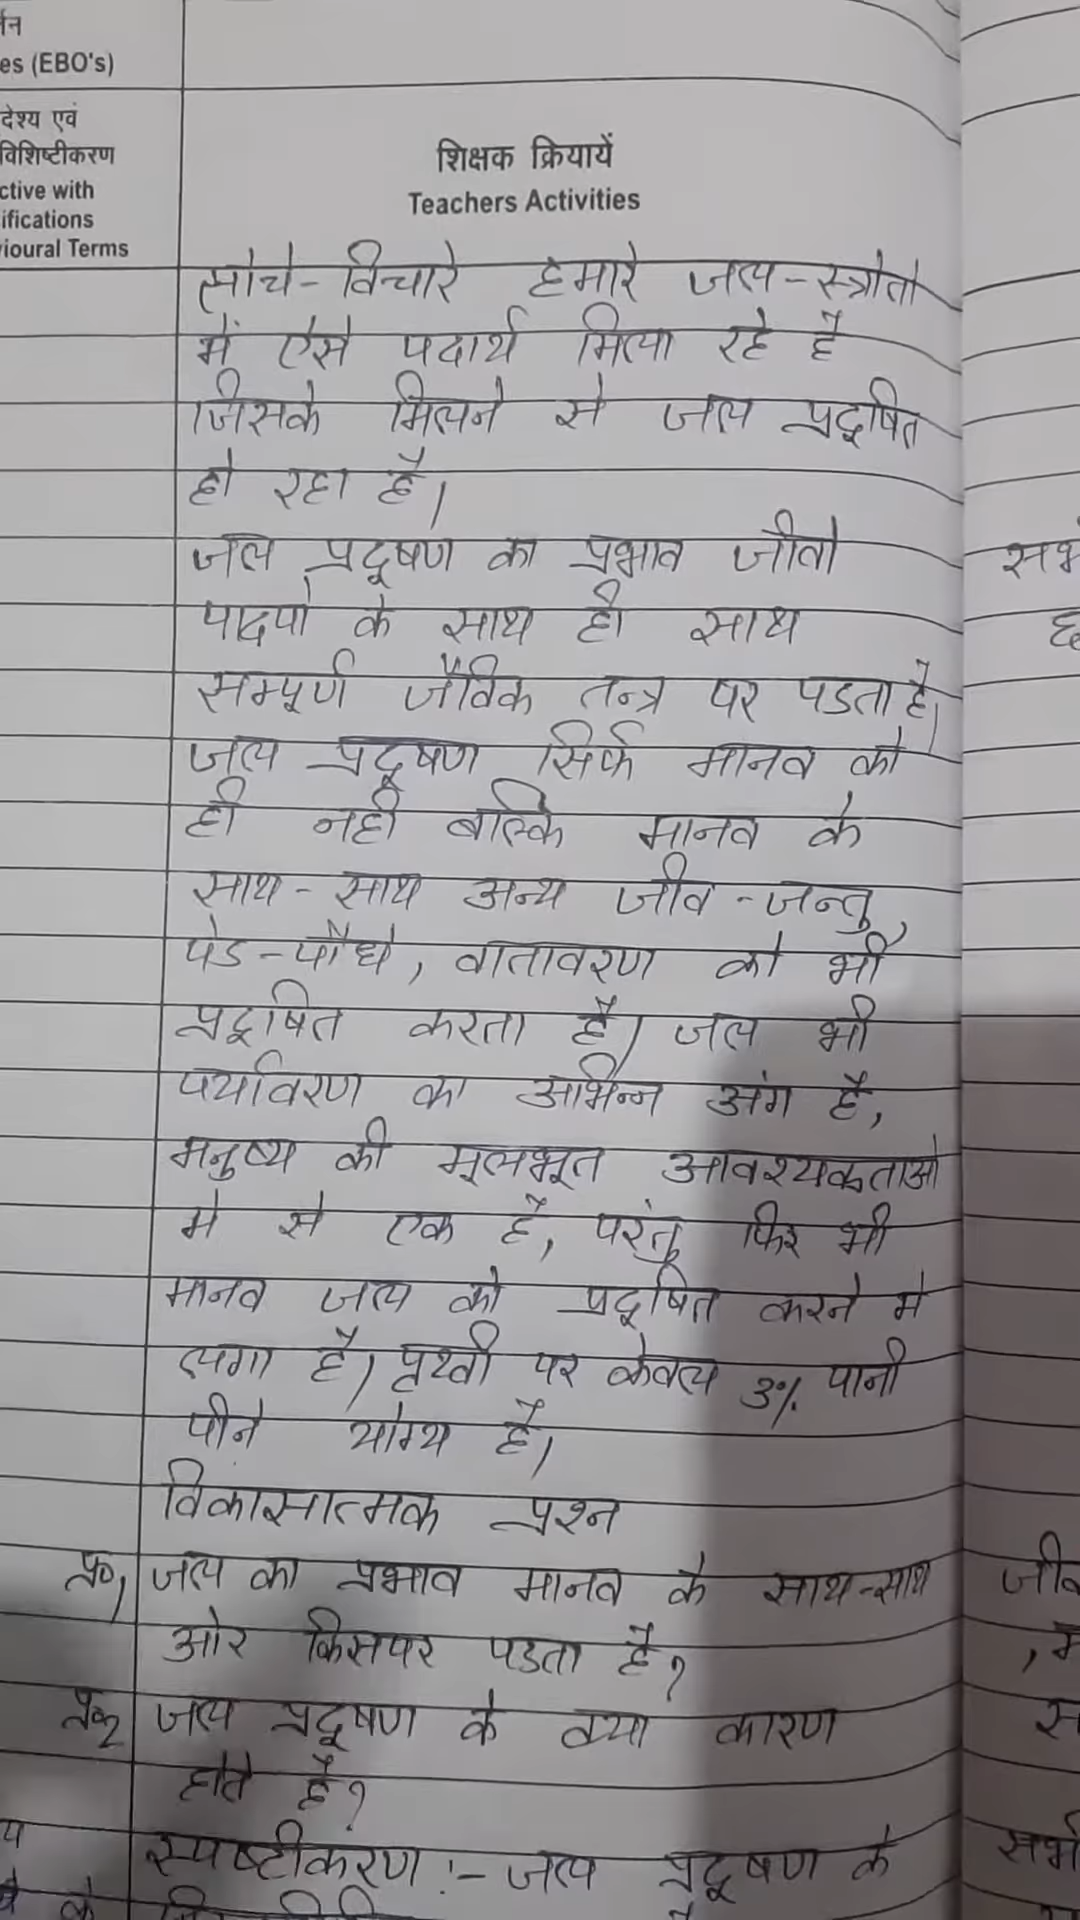 es (EBO's)
देश्य एवं
विशिष्टीकरण
ctive with
ifications
vioural Terms
शिक्षक क्रियायें
Teachers Activities
सोचे-विचारे हमारे जल-स्त्रोतो
में ऐसे पदार्थ मिला रहे है
जिसके मिलने से जल प्रदूषित
हो रहा है।
जल प्रदूषण का प्रभाव जीवो
पादपो के साथ ही साथ
सम्पूर्ण जैविक तन्त्र पर पडता है।
जल प्रदूषण सिर्फ मानव को
ही नही बल्कि मानव के
साथ-साथ अन्य जीव-जन्तु,
पेड-पौधे, वातावरण को भी
प्रदूषित करता है। जल भी
पर्यावरण का अभिन्न अंग है,
मनुष्य की मूलभूत आवश्यकताओ
मे से एक है, परंतु फिर भी
मानव जल को प्रदूषित करने मे
लगा है। पृथ्वी पर केवल 3% पानी
पीने योग्य है।
विकासात्मक प्रश्न
प्र०1 जल का प्रभाव मानव के साथ-साथ
ओर किसपर पडता है?
प्र०2 जल प्रदूषण के क्या कारण
होते है?
स्पष्टीकरण :- जल प्रदूषण के